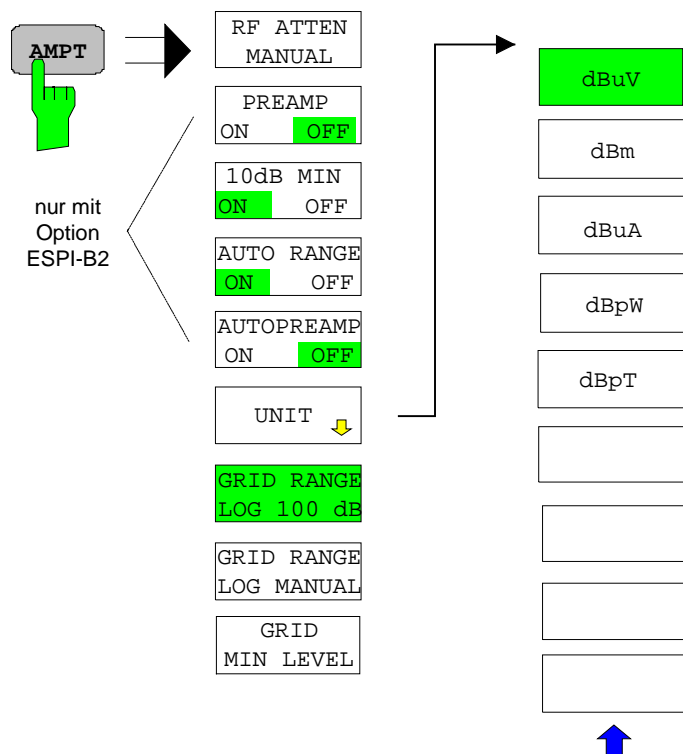 AMPT
RF ATTEN
MANUAL
PREAMP
ON OFF
10dB MIN
ON OFF
AUTO RANGE
ON OFF
AUTOPREAMP
ON OFF
UNIT
GRID RANGE
LOG 100 dB
GRID RANGE
LOG MANUAL
GRID
MIN LEVEL
nur mit
Option
ESPI-B2
dBuV
dBm
dBuA
dBpW
dBpT